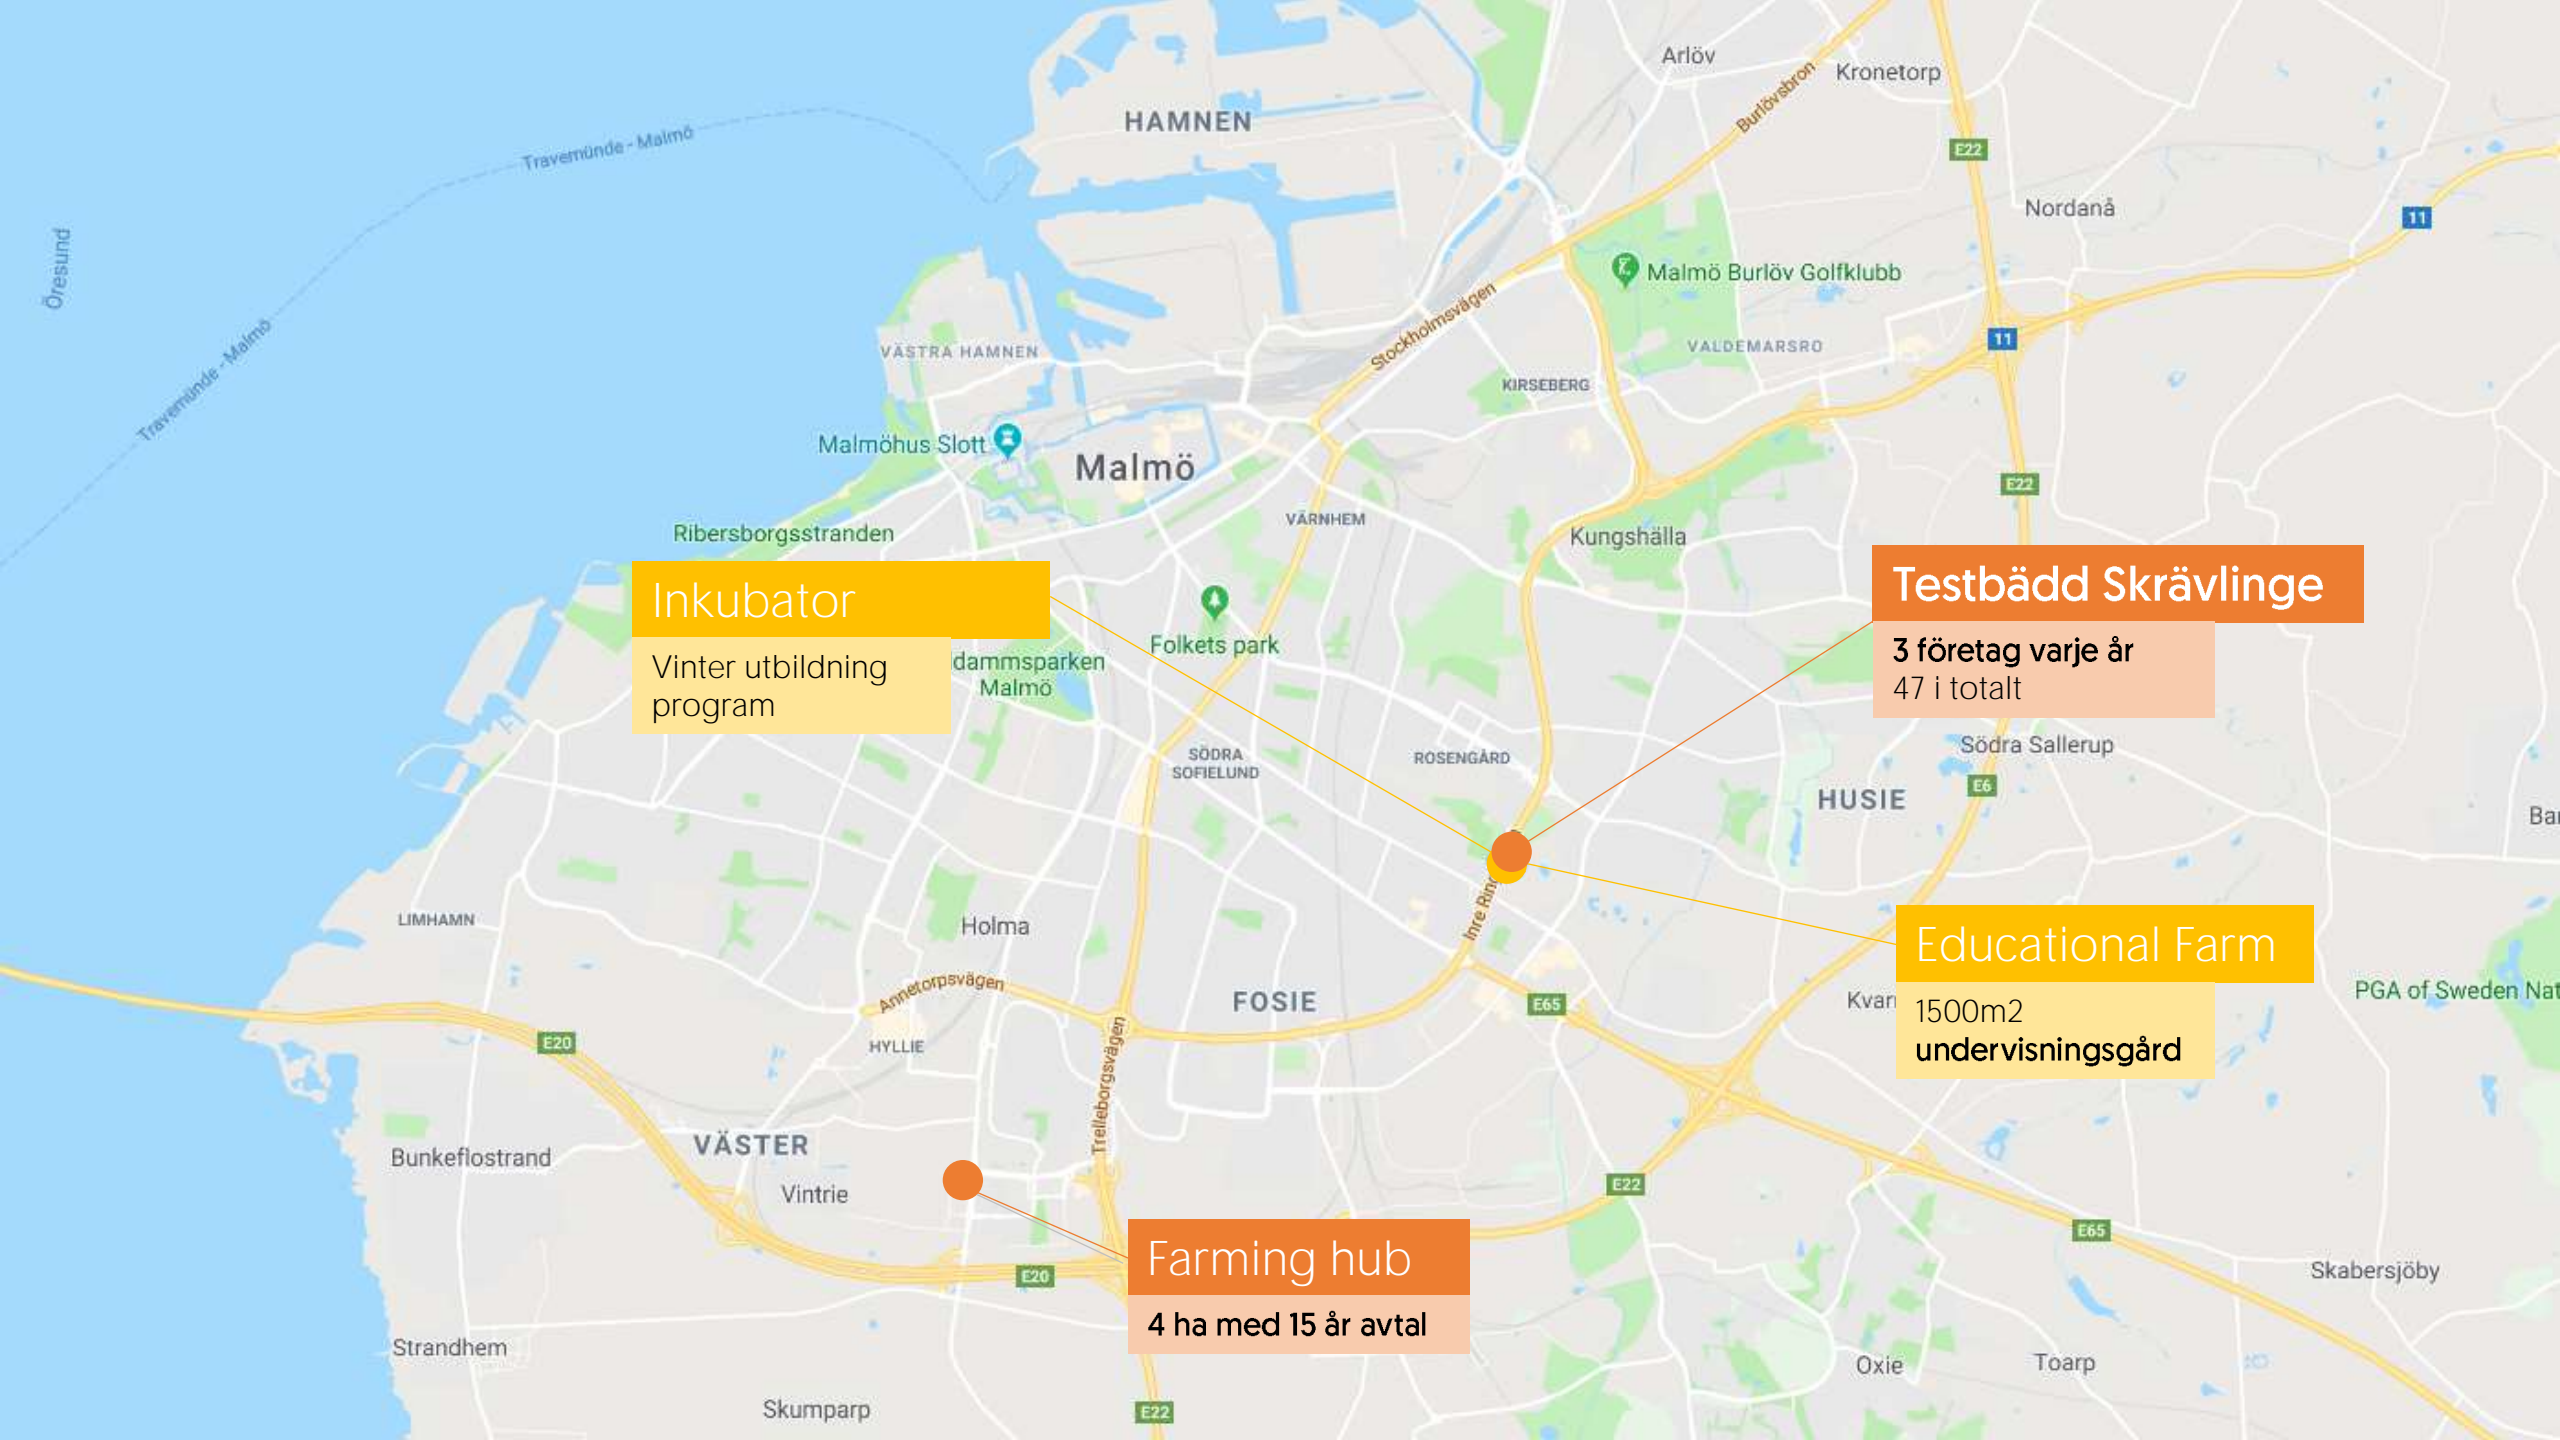 Arlöv
Kronetorp
Burlövsbron
HAMNEN
Travemünde - Malmö
E22
Nordanå
11
Öresund
Malmö Burlöv Golfklubb
Stockholmsvägen
Travemünde - Malmö
VÄSTRA HAMNEN
VALDEMARSRO
11
KIRSEBERG
Malmöhus Slott
Malmö
E22
VÄRNHEM
Ribersborgsstranden
Kungshälla
Inkubator
Vinter utbildning
program
Testbädd Skrävlinge
3 företag varje år
47 i totalt
Folkets park
dammsparken
Malmö
Södra Sallerup
SÖDRA
SOFIELUND
ROSENGÅRD
E6
HUSIE
Bar
LIMHAMN
Holma
Inre Ring
Educational Farm
1500m2
undervisningsgård
Annetorpsvägen
FOSIE
E65
Kvarn
PGA of Sweden Nat
E20
HYLLIE
Trelleborgsvägen
VÄSTER
Bunkeflostrand
Vintrie
E22
Farming hub
4 ha med 15 år avtal
E65
E20
Skabersjöby
Strandhem
Oxie
Toarp
Skumparp
E22